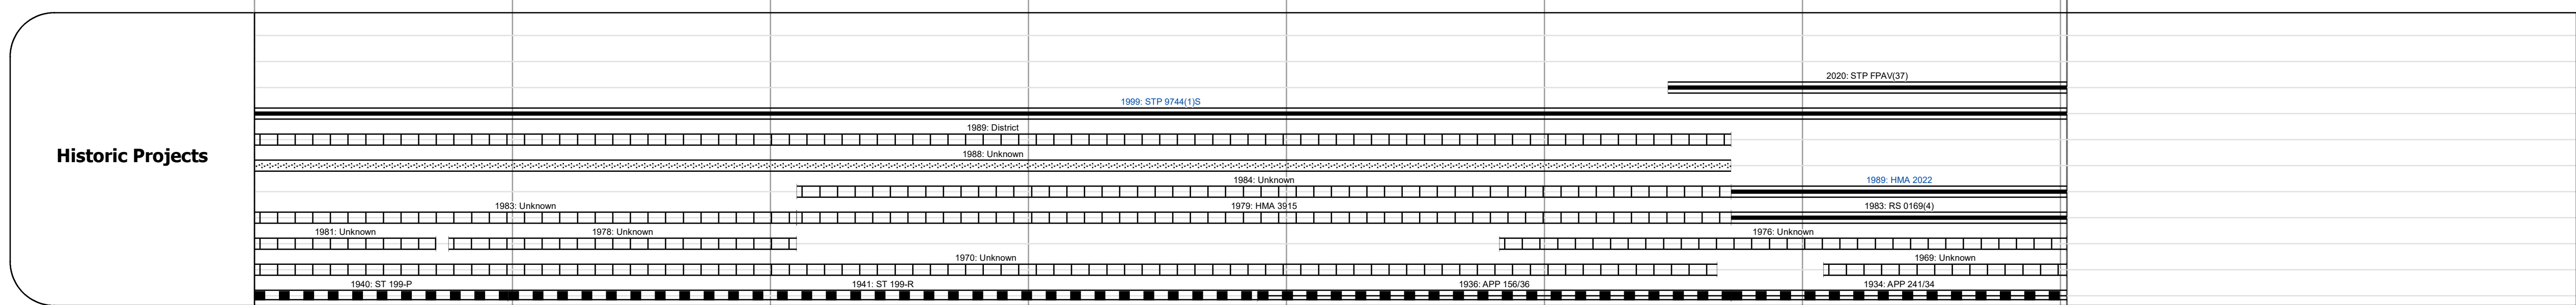 2020: STP FPAV(37)
1999: STP 9744(1)S
1989: District
1988: Unknown
Historic Projects
1984: Unknown
1989: HMA 2022
1983: Unknown
1979: HMA 3915
1983: RS 0169(4)
1981: Unknown
1978: Unknown
1976: Unknown
1970: Unknown
1969: Unknown
1940: ST 199-P
1941: ST 199-R
1936: APP 156/36
1934: APP 241/34